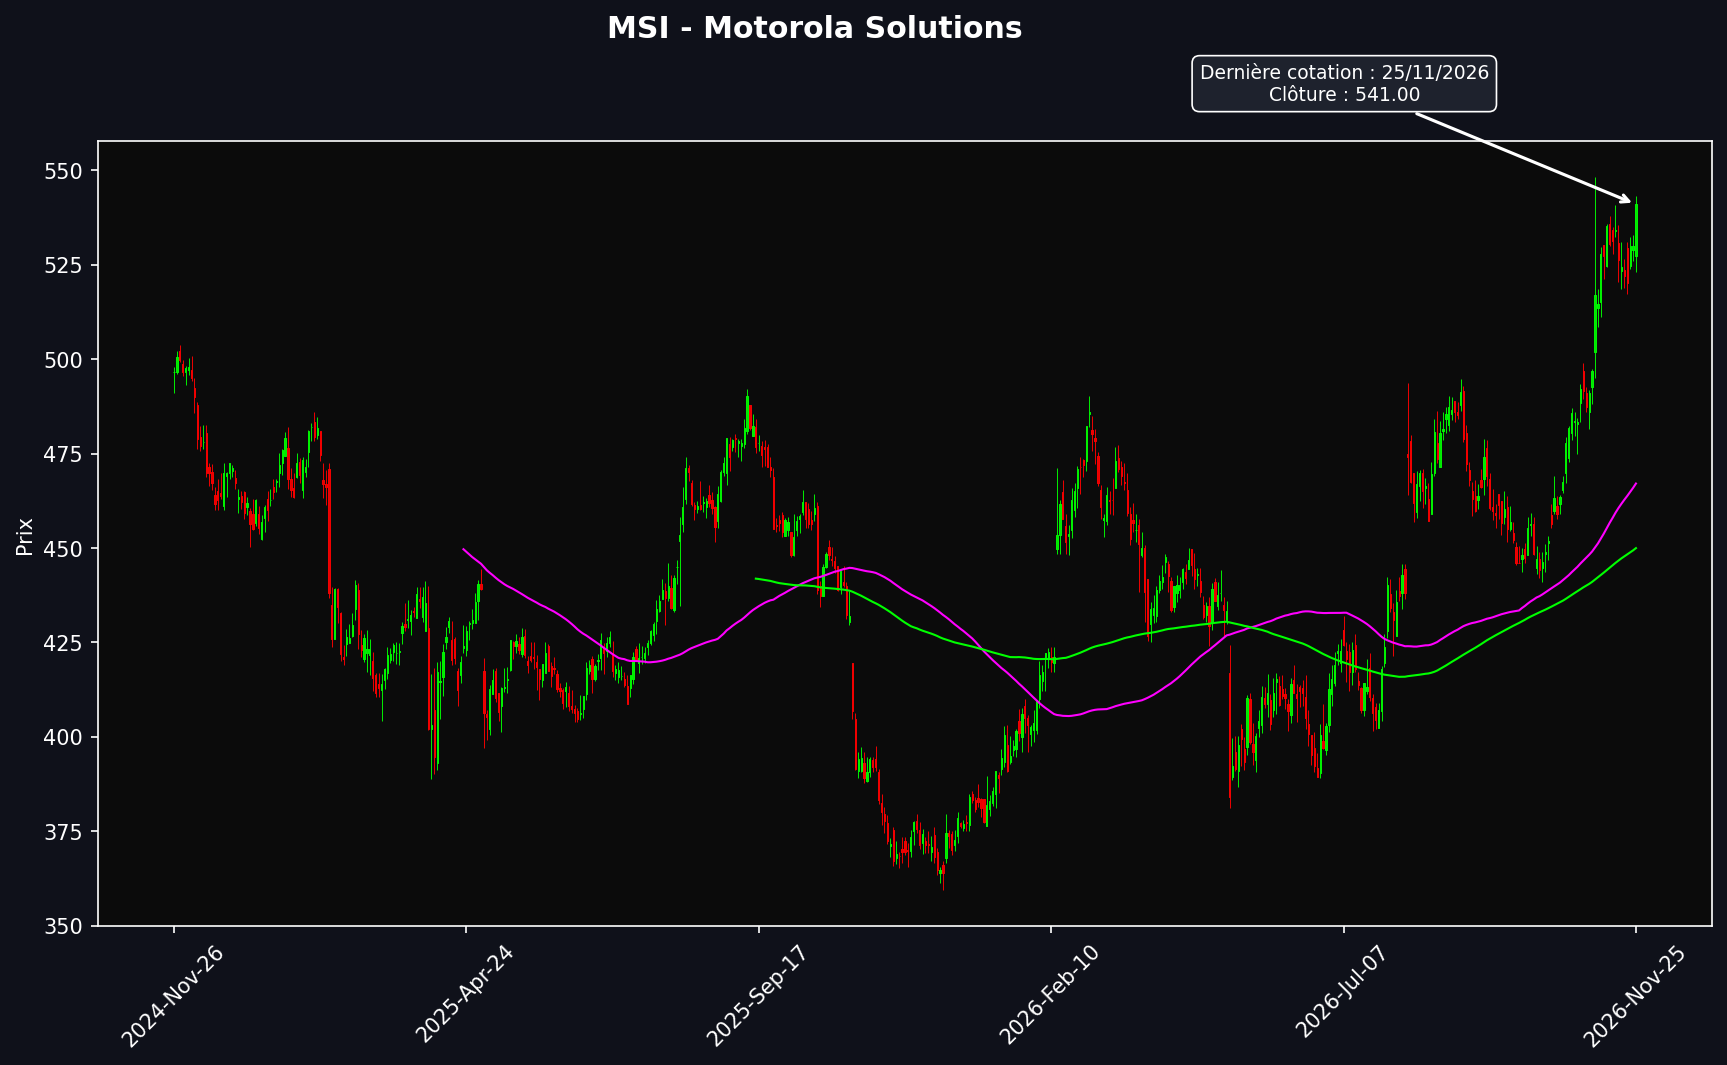 MSI - Motorola Solutions
Dernière cotation : 25/11/2026
Clôture : 541.00
Prix
550
525
500
475
450
425
400
375
350
2024-Nov-26
2025-Apr-24
2025-Sep-17
2026-Feb-10
2026-Jul-07
2026-Nov-25